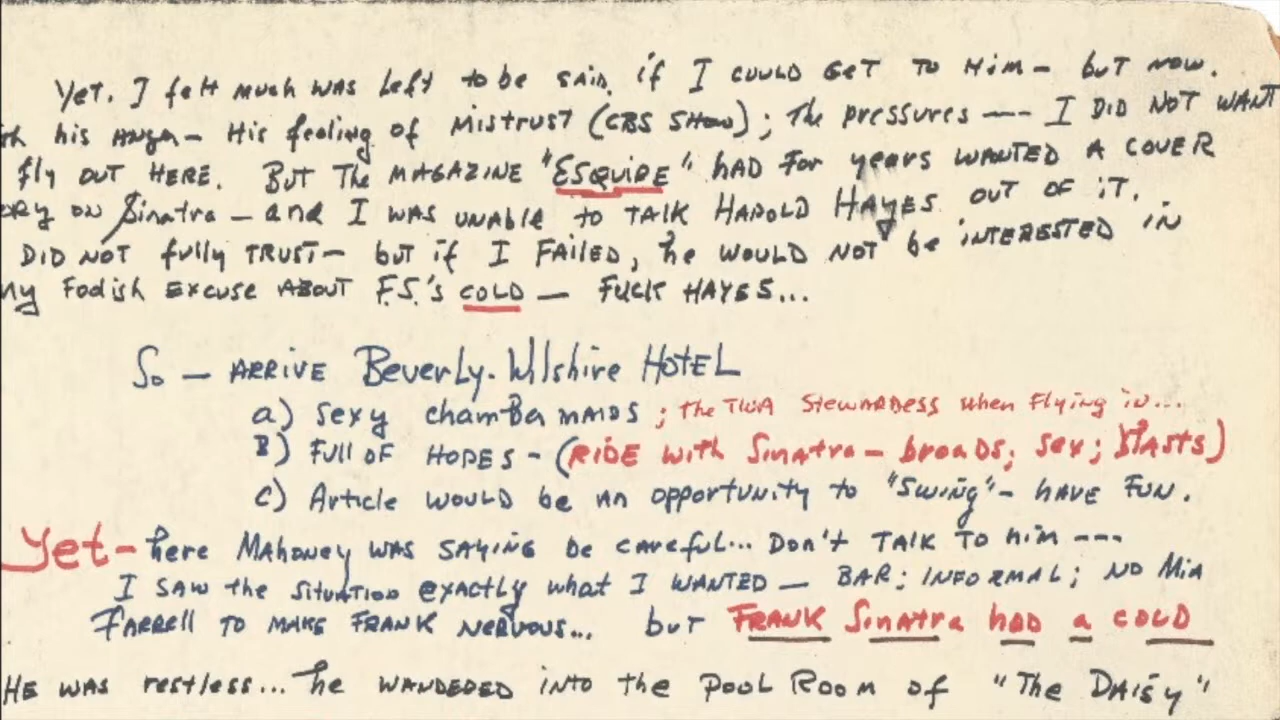 Yet. I felt much was left to be said if I could get to him— but now.
th his anger— His feeling of Mistrust (CBS Show); the pressures —— I DID NOT WANT
fly OUT HERE. BUT The MAGAZINE "ESQUIRE" HAD For years WANTED A COVER
ORY ON Sinatra — and I WAS UNABLE to TALK HAROLD HAYES OUT OF IT.
DID NOT fully TRUST— but if I FAILED, he WOULD NOT be INTERESTED IN
my Foolish Excuse ABOUT F.S.'s COLD — FUCK HAYES...
So — ARRIVE Beverly-Wilshire HOTEL
a) Sexy chamber MAIDS ; the TWA Stewardess when flying in...
B) Full OF HOPES - (RIDE with Sinatra— broads; sex; blasts)
c) Article WOULD be an opportunity to "Swing"— HAVE FUN.
Yet— here Mahoney WAS SAYING be careful... Don't TALK TO him ---
I SAW the Situation exactly what I WANTED — BAR; INFORMAL; NO Mia
FARRELL TO MAKE FRANK NERVOUS... but FRANK Sinatra had a COLD
HE WAS restless... he WANDERED INTO the Pool Room of "The DAISY"